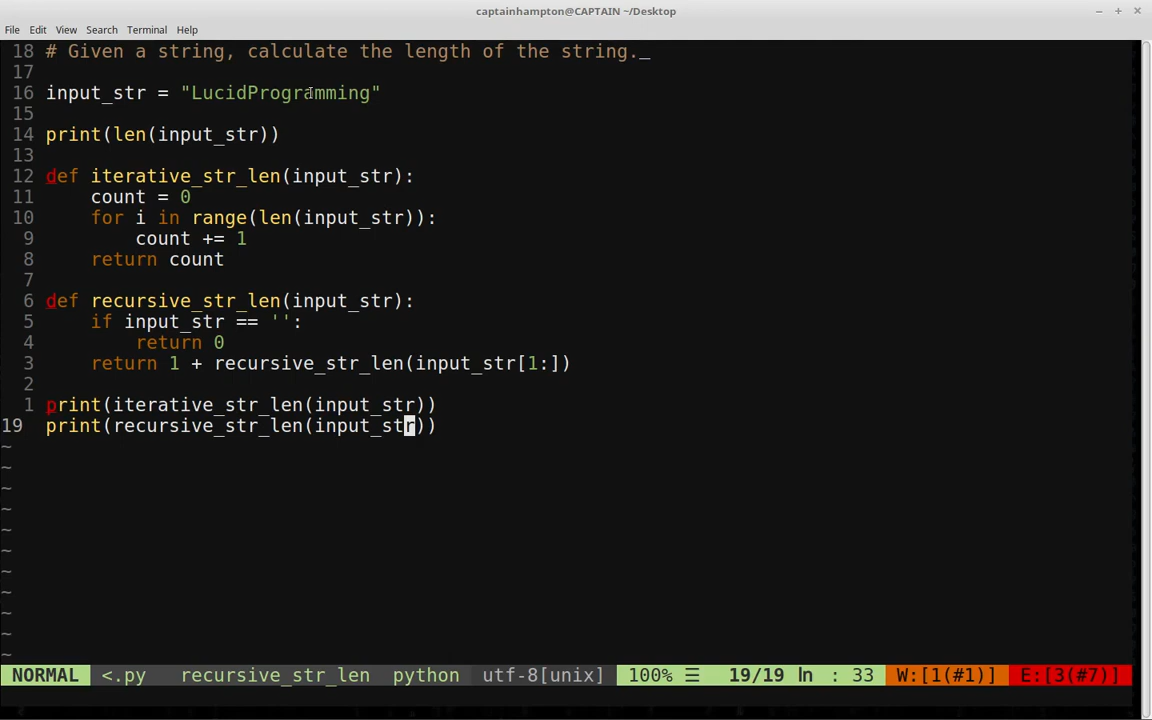 captainhampton@CAPTAIN ~/Desktop
File Edit View Search Terminal Help
18 # Given a string, calculate the length of the string._
17
16 input_str = "LucidProgramming"
15
14 print(len(input_str))
13
12 def iterative_str_len(input_str):
11     count = 0
10     for i in range(len(input_str)):
9         count += 1
8     return count
7
6 def recursive_str_len(input_str):
5     if input_str == '':
4         return 0
3     return 1 + recursive_str_len(input_str[1:])
2
1 print(iterative_str_len(input_str))
19 print(recursive_str_len(input_str))
~
~
~
~
~
~
~
~
~
~
~
NORMAL <.py recursive_str_len python utf-8[unix] 100% ☰ 19/19 ln : 33 W:[1(#1)] E:[3(#7)]